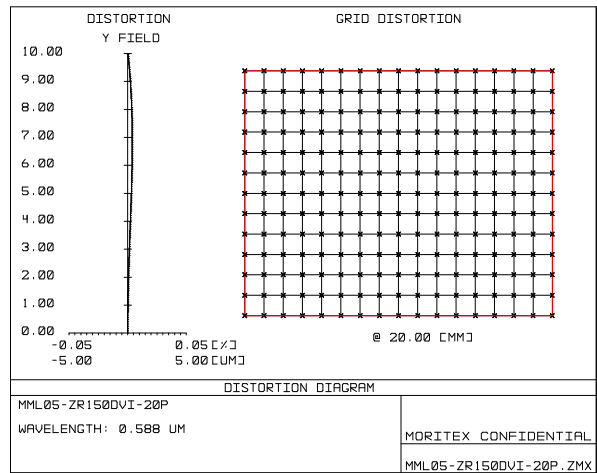 DISTORTION
Y FIELD
10.00
9.00
8.00
7.00
6.00
5.00
4.00
3.00
2.00
1.00
0.00
-0.05 0.05[%]
-5.00 5.00[UM]
GRID DISTORTION
@ 20.00 [MM]
DISTORTION DIAGRAM
MML05-ZR150DVI-20P
WAVELENGTH: 0.588 UM
MORITEX CONFIDENTIAL
MML05-ZR150DVI-20P.ZMX